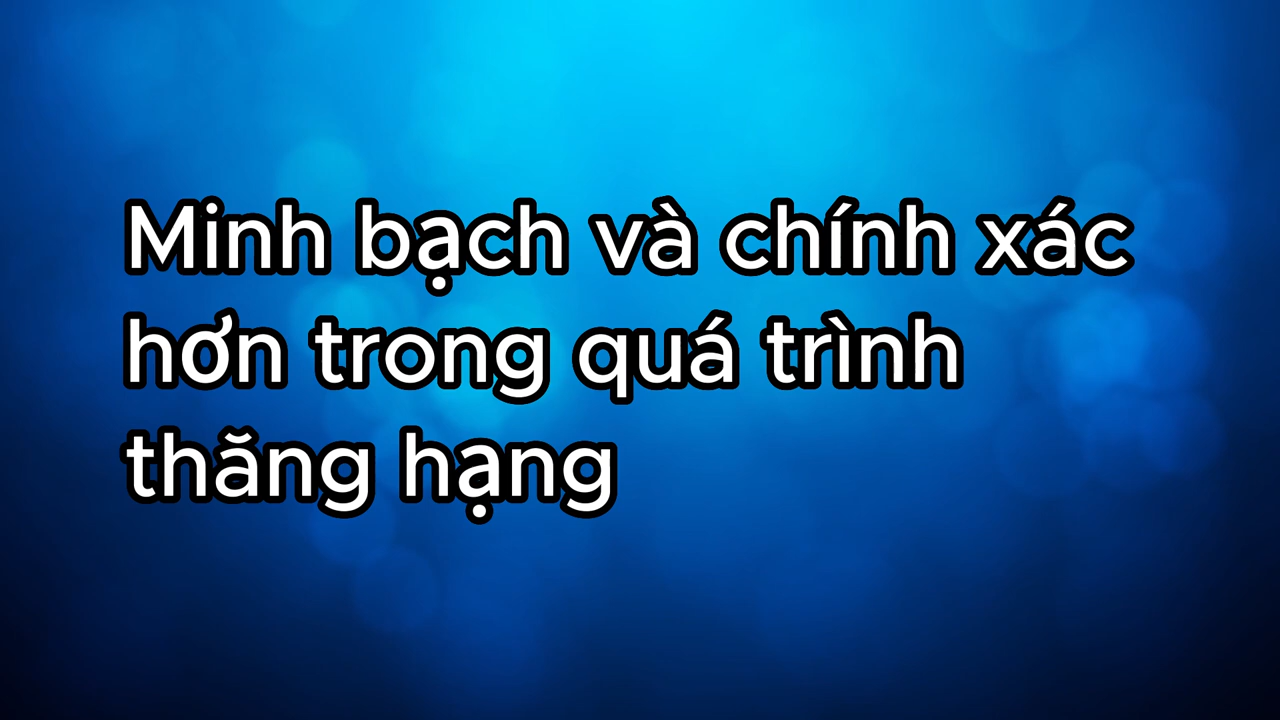 Minh bạch và chính xác
hơn trong quá trình
thăng hạng